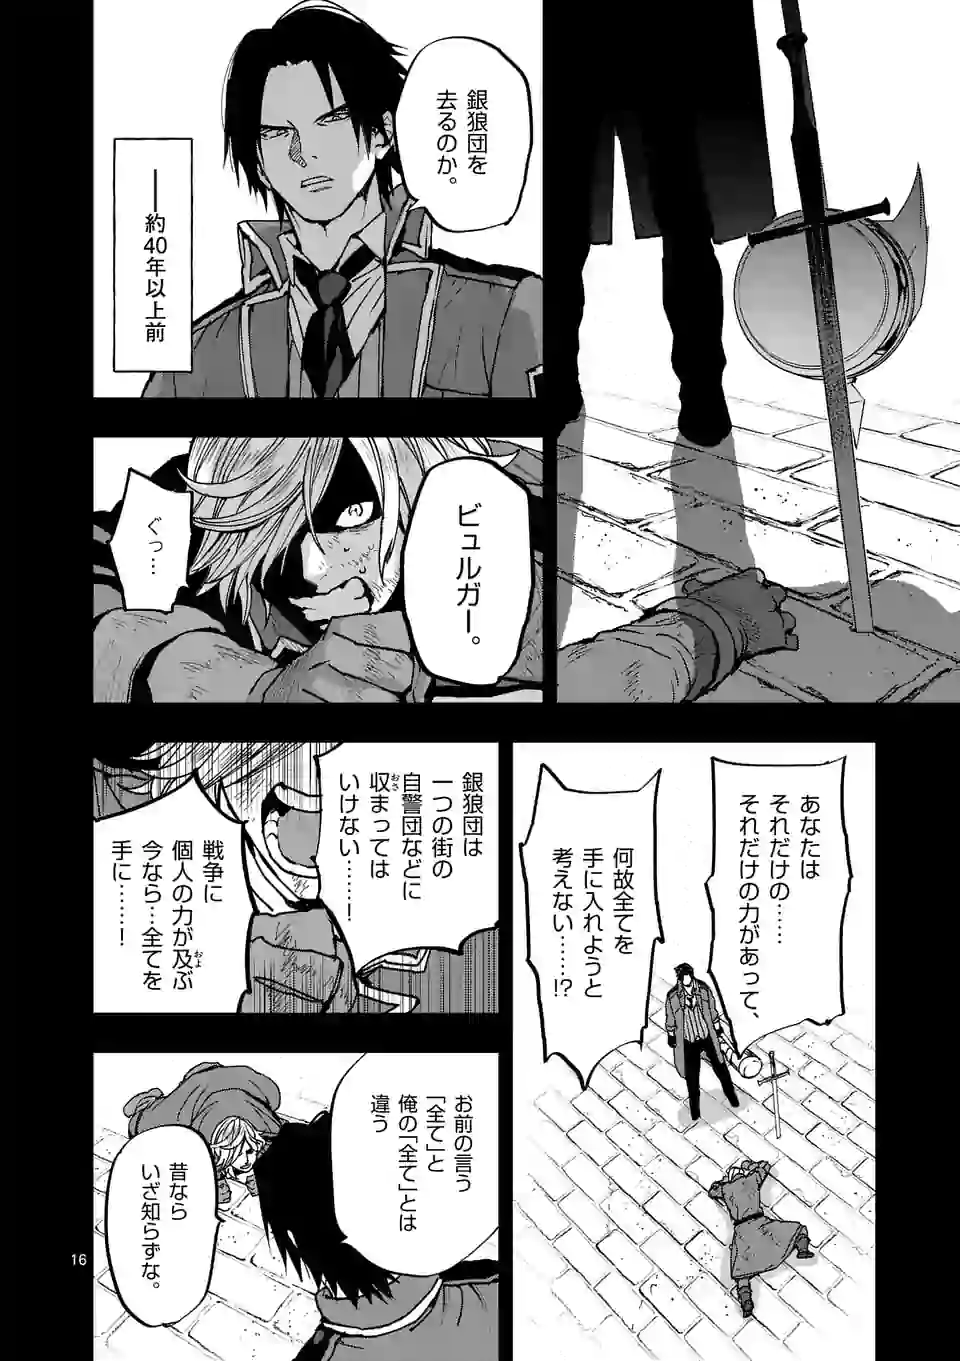 銀狼団を
去るのか。
──約40年以上前
ビュルガー。
ぐっ…
あなたは
それだけの……
それだけの力があって、
何故全てを
手に入れようと
考えない……!?
銀狼団は
一つの街の
自警団などに
収まっては
いけない……！
戦争に
個人の力が及ぶ
今なら…全てを
手に……！
お前の言う
「全て」と
俺の「全て」とは
違う
昔なら
いざ知らずな。
16